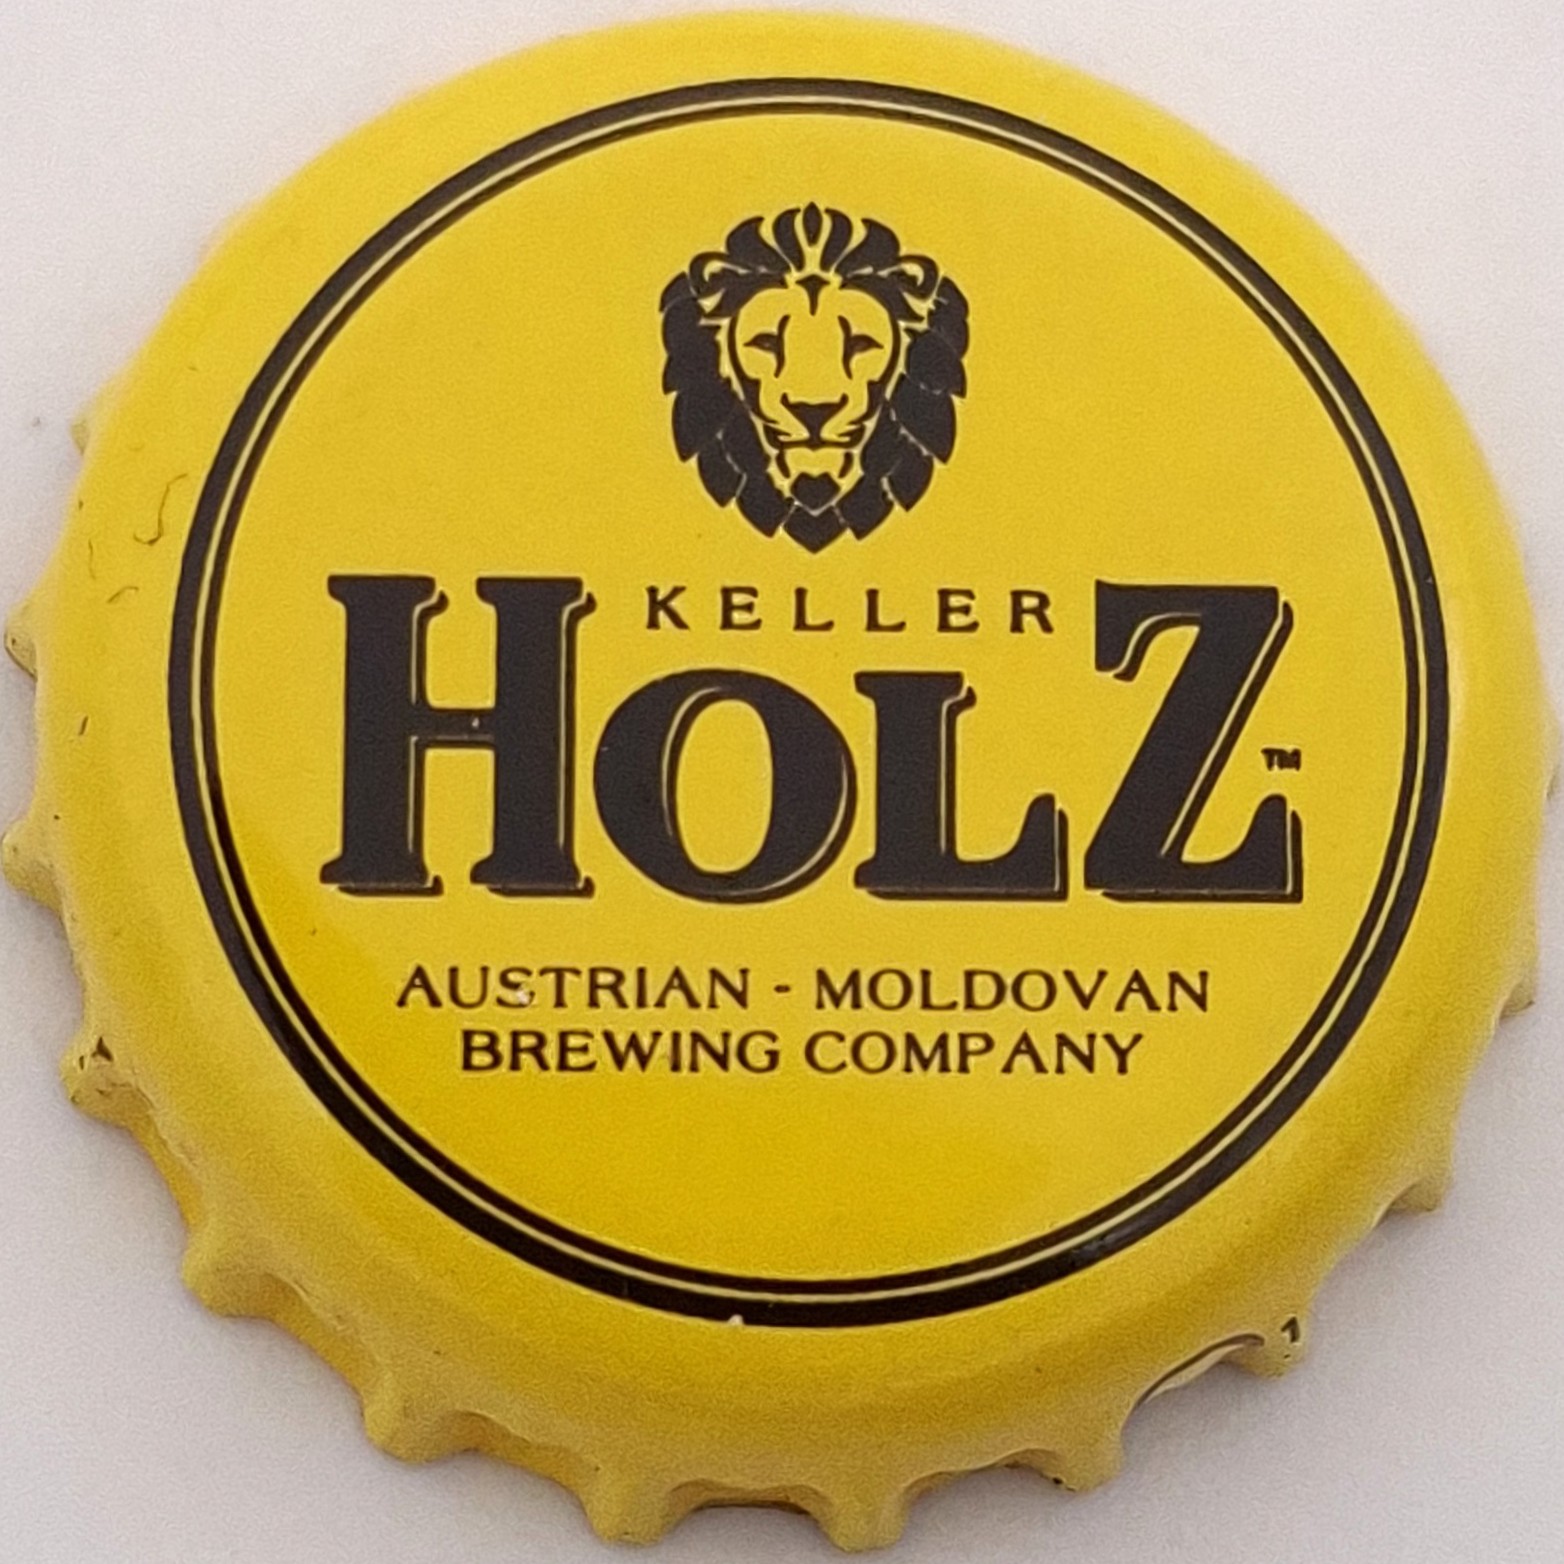 KELLER
HOLZ™
AUSTRIAN - MOLDOVAN
BREWING COMPANY